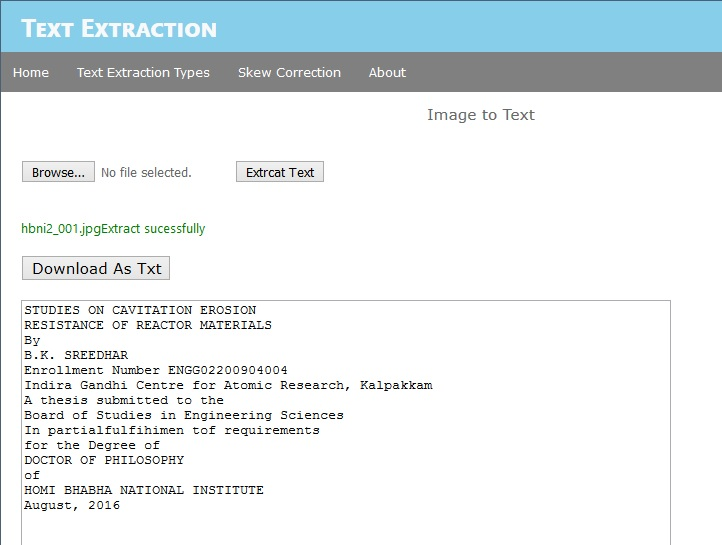 TEXT EXTRACTION
Home Text Extraction Types Skew Correction About
Image to Text
Browse... No file selected. Extrcat Text
hbni2_001.jpgExtract sucessfully
Download As Txt
STUDIES ON CAVITATION EROSION
RESISTANCE OF REACTOR MATERIALS
By
B.K. SREEDHAR
Enrollment Number ENGG02200904004
Indira Gandhi Centre for Atomic Research, Kalpakkam
A thesis submitted to the
Board of Studies in Engineering Sciences
In partialfulfihimen tof requirements
for the Degree of
DOCTOR OF PHILOSOPHY
of
HOMI BHABHA NATIONAL INSTITUTE
August, 2016